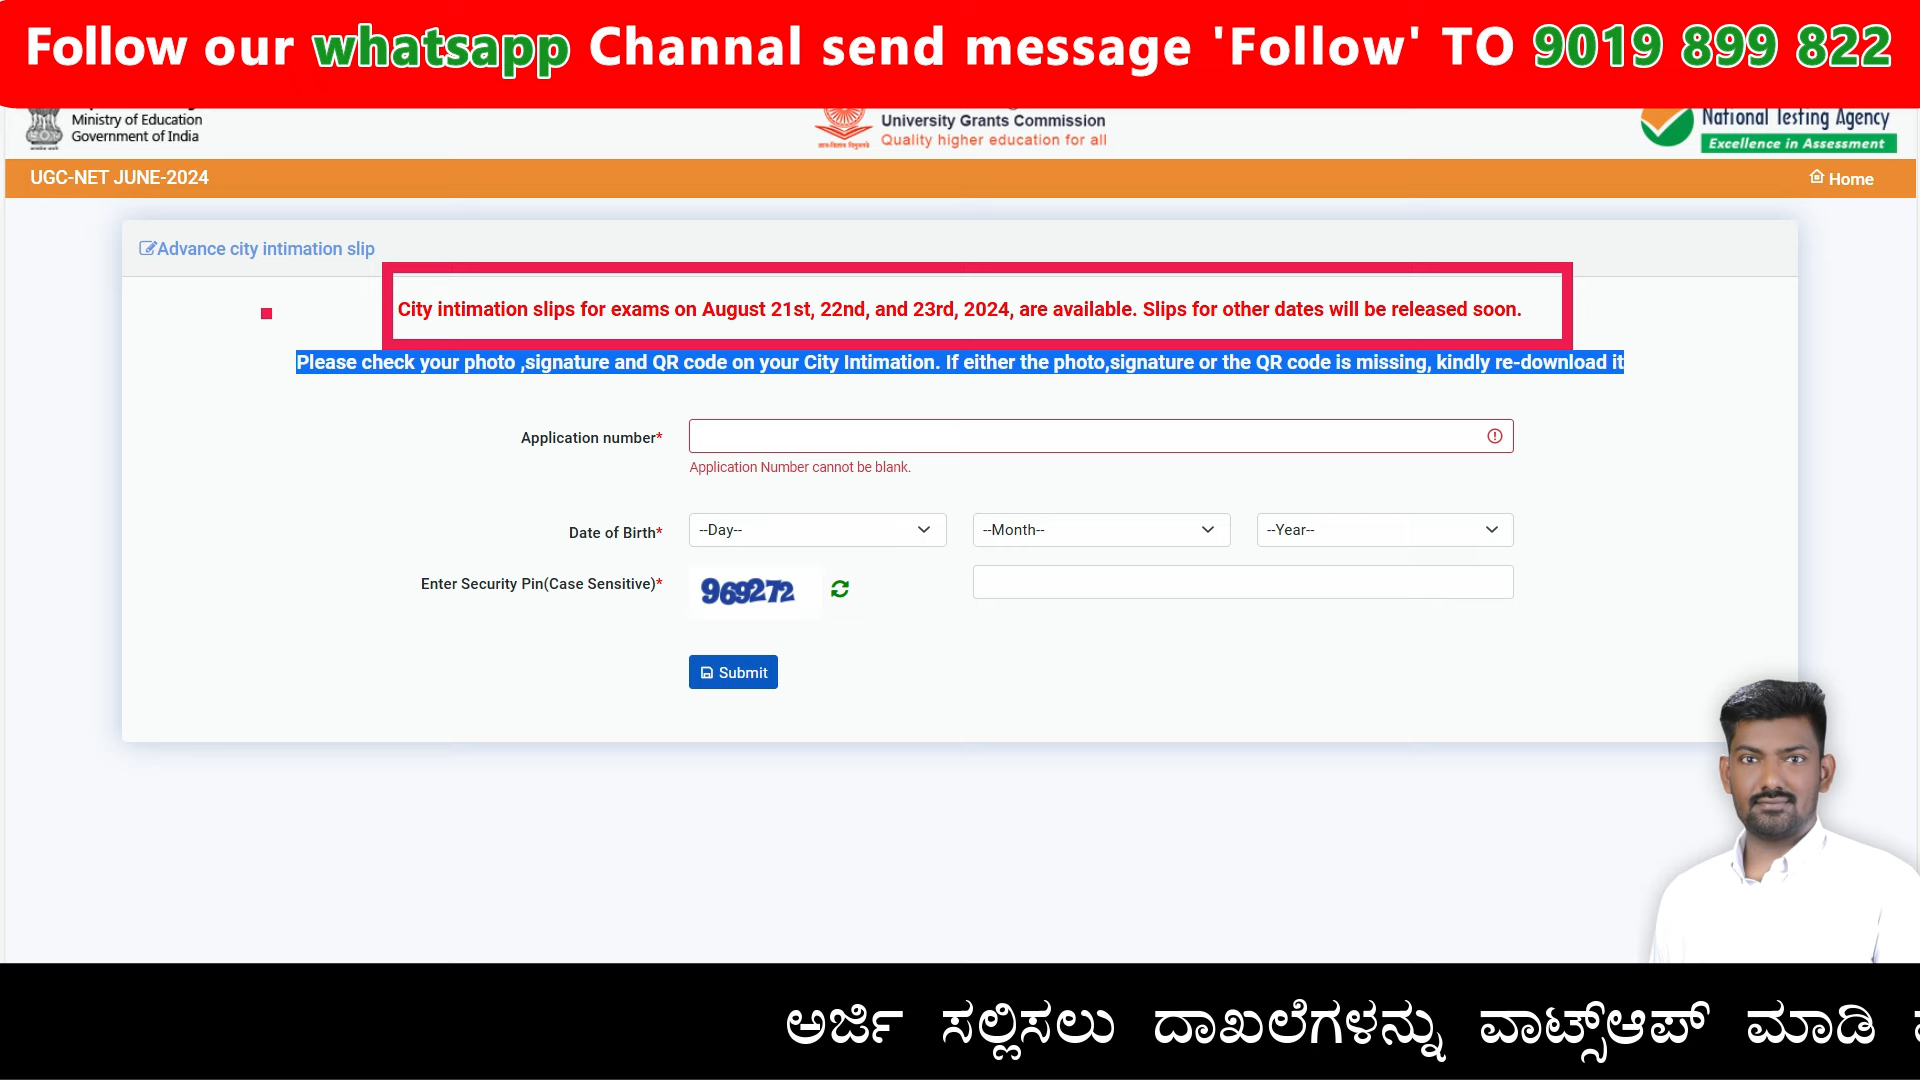 Follow our whatsapp Channal send message 'Follow' TO 9019 899 822
Ministry of Education
Government of India
University Grants Commission
Quality higher education for all
National Testing Agency
Excellence in Assessment
UGC-NET JUNE-2024
Home
Advance city intimation slip
City intimation slips for exams on August 21st, 22nd, and 23rd, 2024, are available. Slips for other dates will be released soon.
Please check your photo ,signature and QR code on your City Intimation. If either the photo,signature or the QR code is missing, kindly re-download it
Application number*
Application Number cannot be blank.
Date of Birth*
--Day--
--Month--
--Year--
Enter Security Pin(Case Sensitive)*
969272
Submit
ಅರ್ಜಿ ಸಲ್ಲಿಸಲು ದಾಖಲೆಗಳನ್ನು ವಾಟ್ಸ್ಆಪ್ ಮಾಡಿ